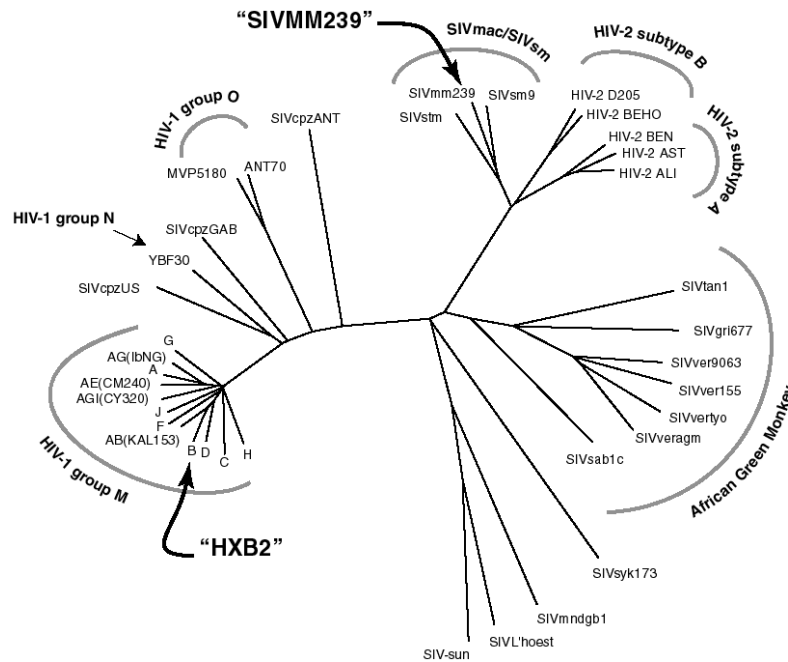 “SIVMM239”
SIVmac/SIVsm
HIV-2 subtype B
HIV-1 group O
SIVcpzANT
SIVmm239
SIVsm9
SIVstm
HIV-2 D205
HIV-2 BEHO
HIV-2 subtype A
HIV-2 BEN
HIV-2 AST
HIV-2 ALI
MVP5180
ANT70
HIV-1 group N
SIVcpzGAB
YBF30
SIVcpzUS
SIVtan1
SIVgri677
SIVver9063
SIVver155
SIVvertyo
SIVveragm
SIVsab1c
African Green Monkey
G
AG(IbNG)
A
AE(CM240)
AGI(CY320)
J
F
AB(KAL153)
B
D
C
H
HIV-1 group M
“HXB2”
SIVsyk173
SIVmndgb1
SIVL'hoest
SIV-sun